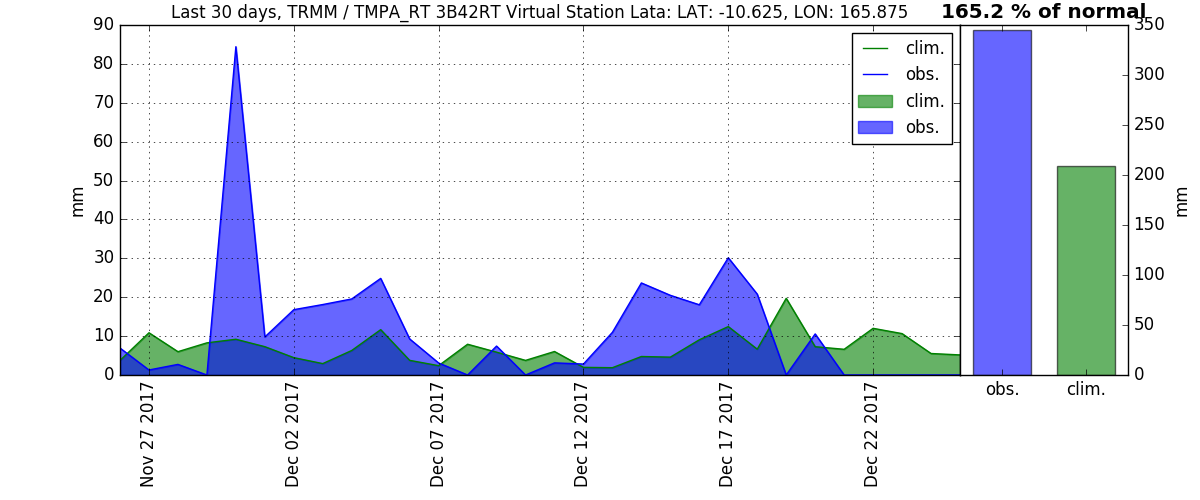 Last 30 days, TRMM / TMPA_RT 3B42RT Virtual Station Lata: LAT: -10.625, LON: 165.875
165.2 % of normal
90
80
70
60
50
40
30
20
10
0
mm
clim.
obs.
clim.
obs.
Nov 27 2017
Dec 02 2017
Dec 07 2017
Dec 12 2017
Dec 17 2017
Dec 22 2017
350
300
250
200
150
100
50
0
mm
obs.
clim.